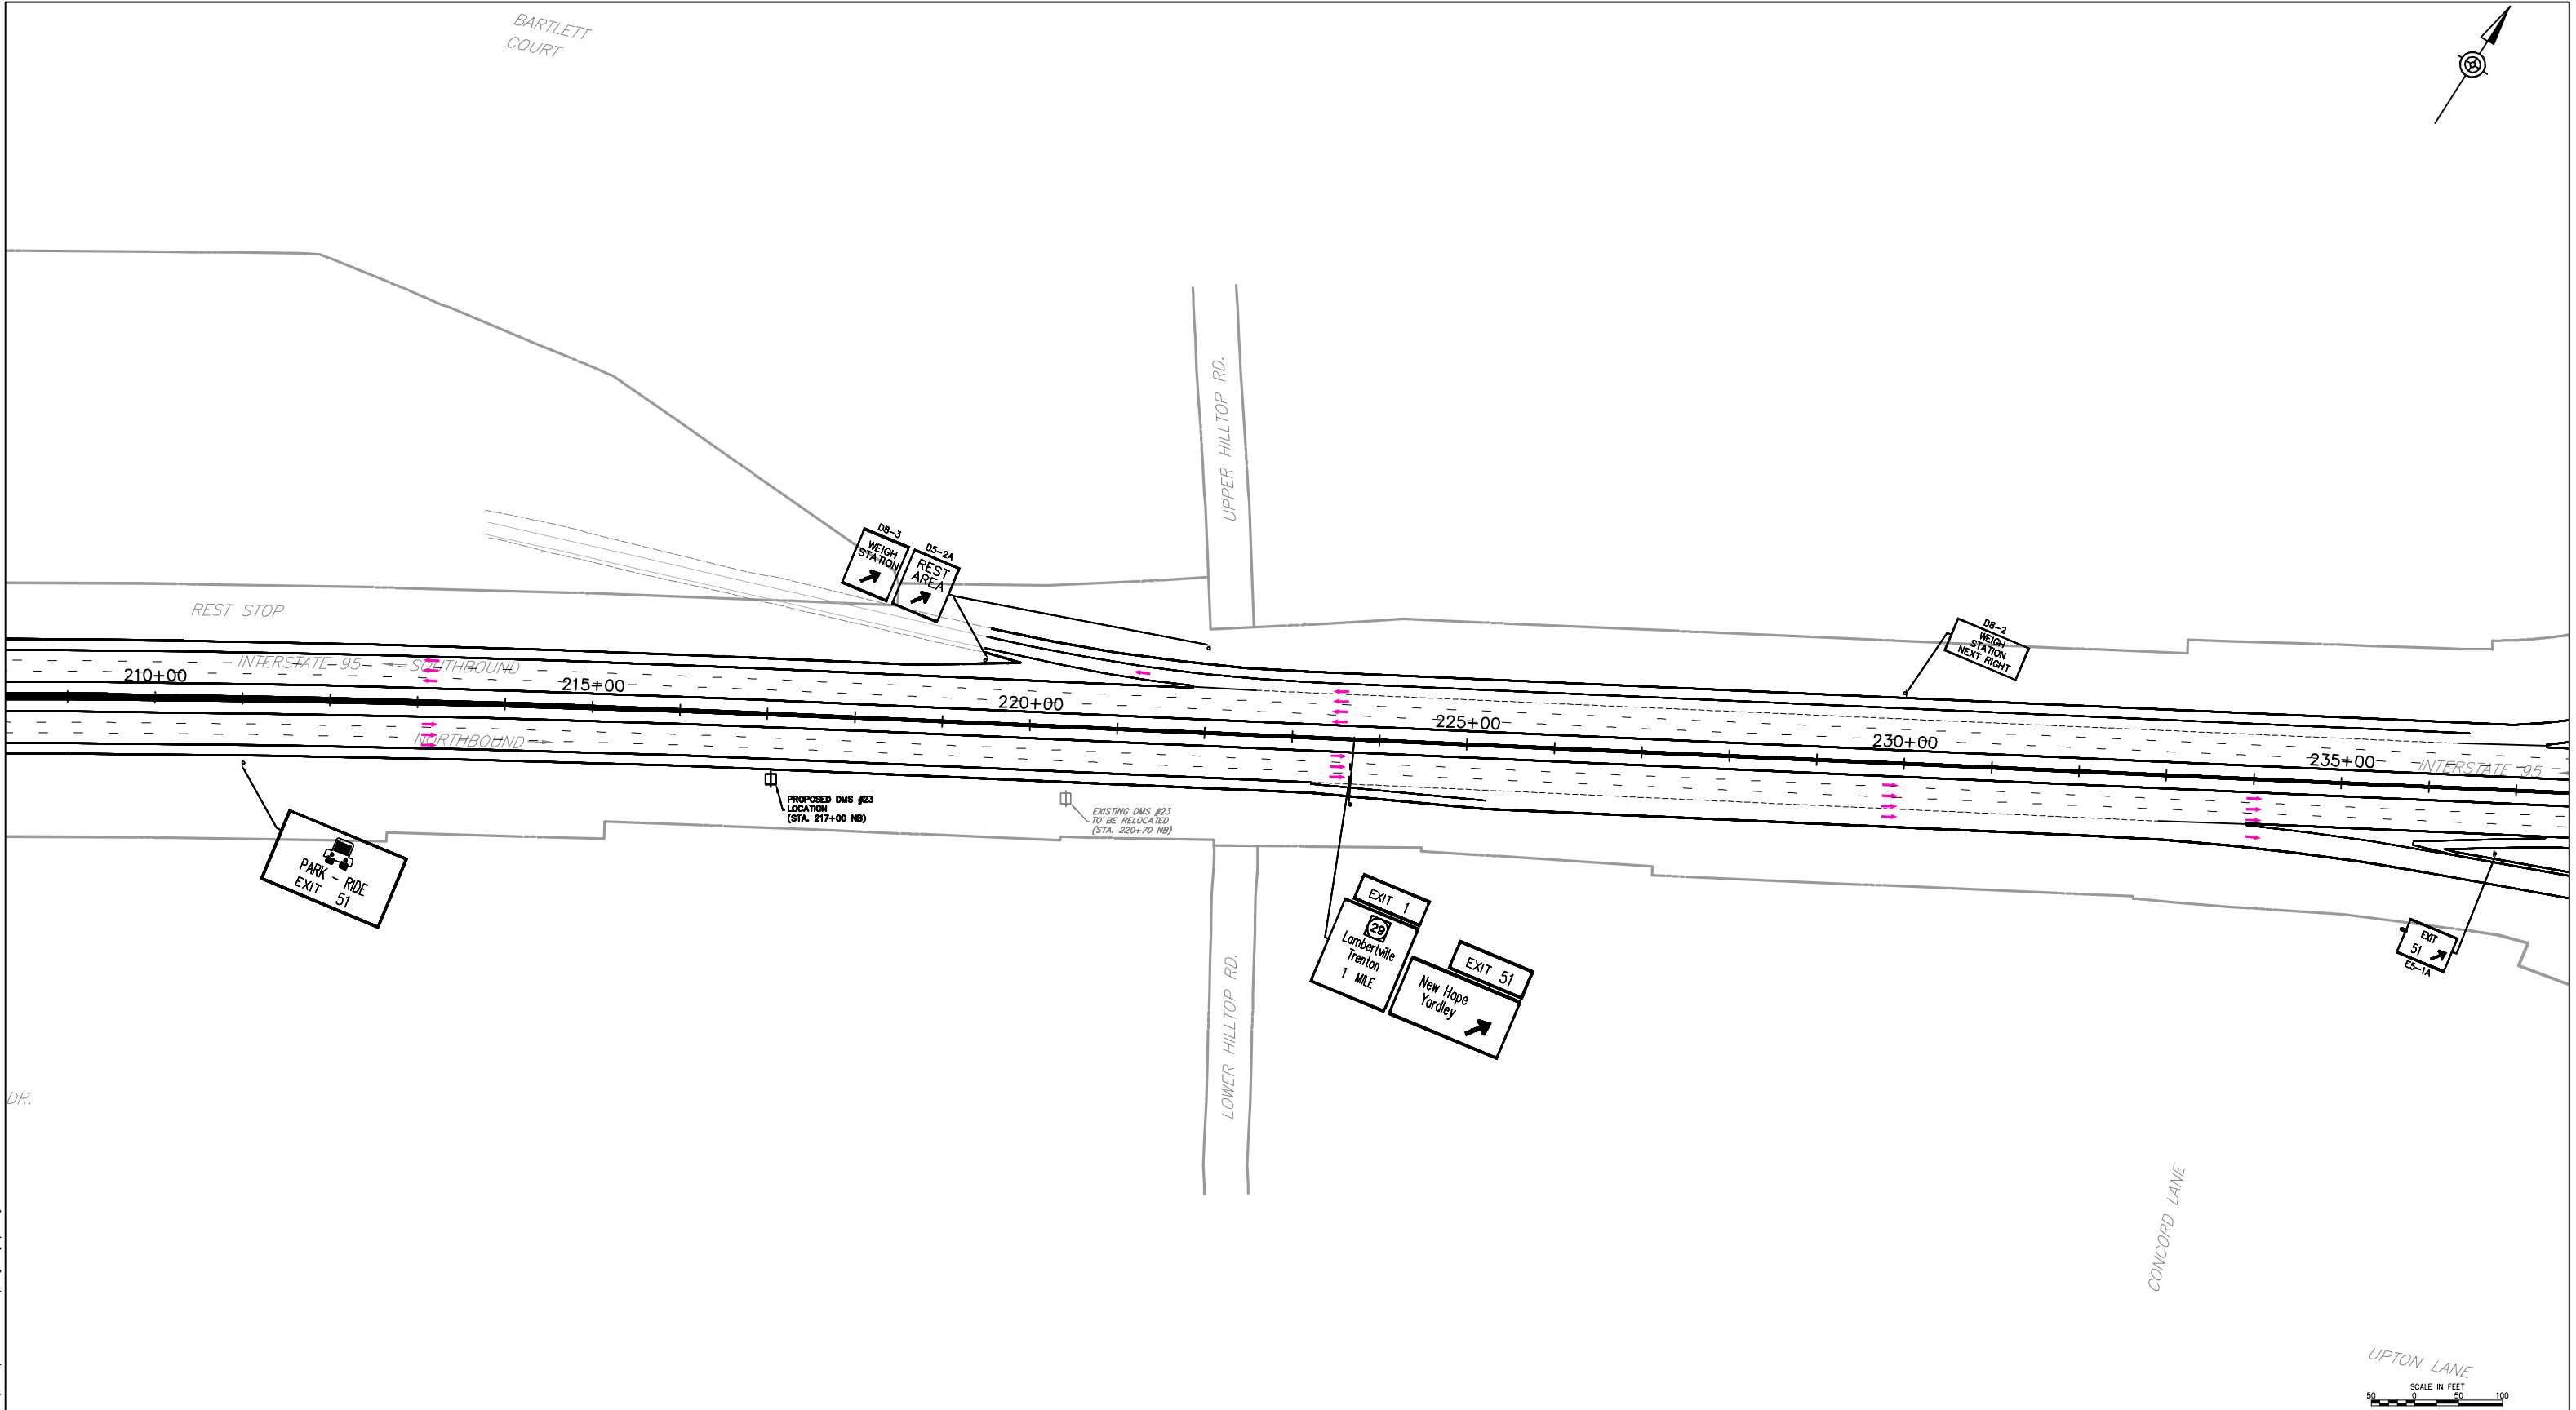 BARTLETT
COURT
UPPER HILLTOP RD.
D8-3
WEIGH
STATION
D5-2A
REST
AREA
D8-2
WEIGH
STATION
NEXT RIGHT
REST STOP
INTERSTATE 95 SOUTHBOUND
210+00
215+00
220+00
225+00
230+00
235+00
INTERSTATE 95
NORTHBOUND
PROPOSED DMS #23
LOCATION
(STA. 217+00 NB)
EXISTING DMS #23
TO BE RELOCATED
(STA. 220+70 NB)
PARK - RIDE
EXIT 51
EXIT 1
29
Lambertville
Trenton
1 MILE
EXIT 51
New Hope
Yardley
EXIT
51
E5-1A
LOWER HILLTOP RD.
DR.
CONCORD LANE
UPTON LANE
SCALE IN FEET
50 0 50 100